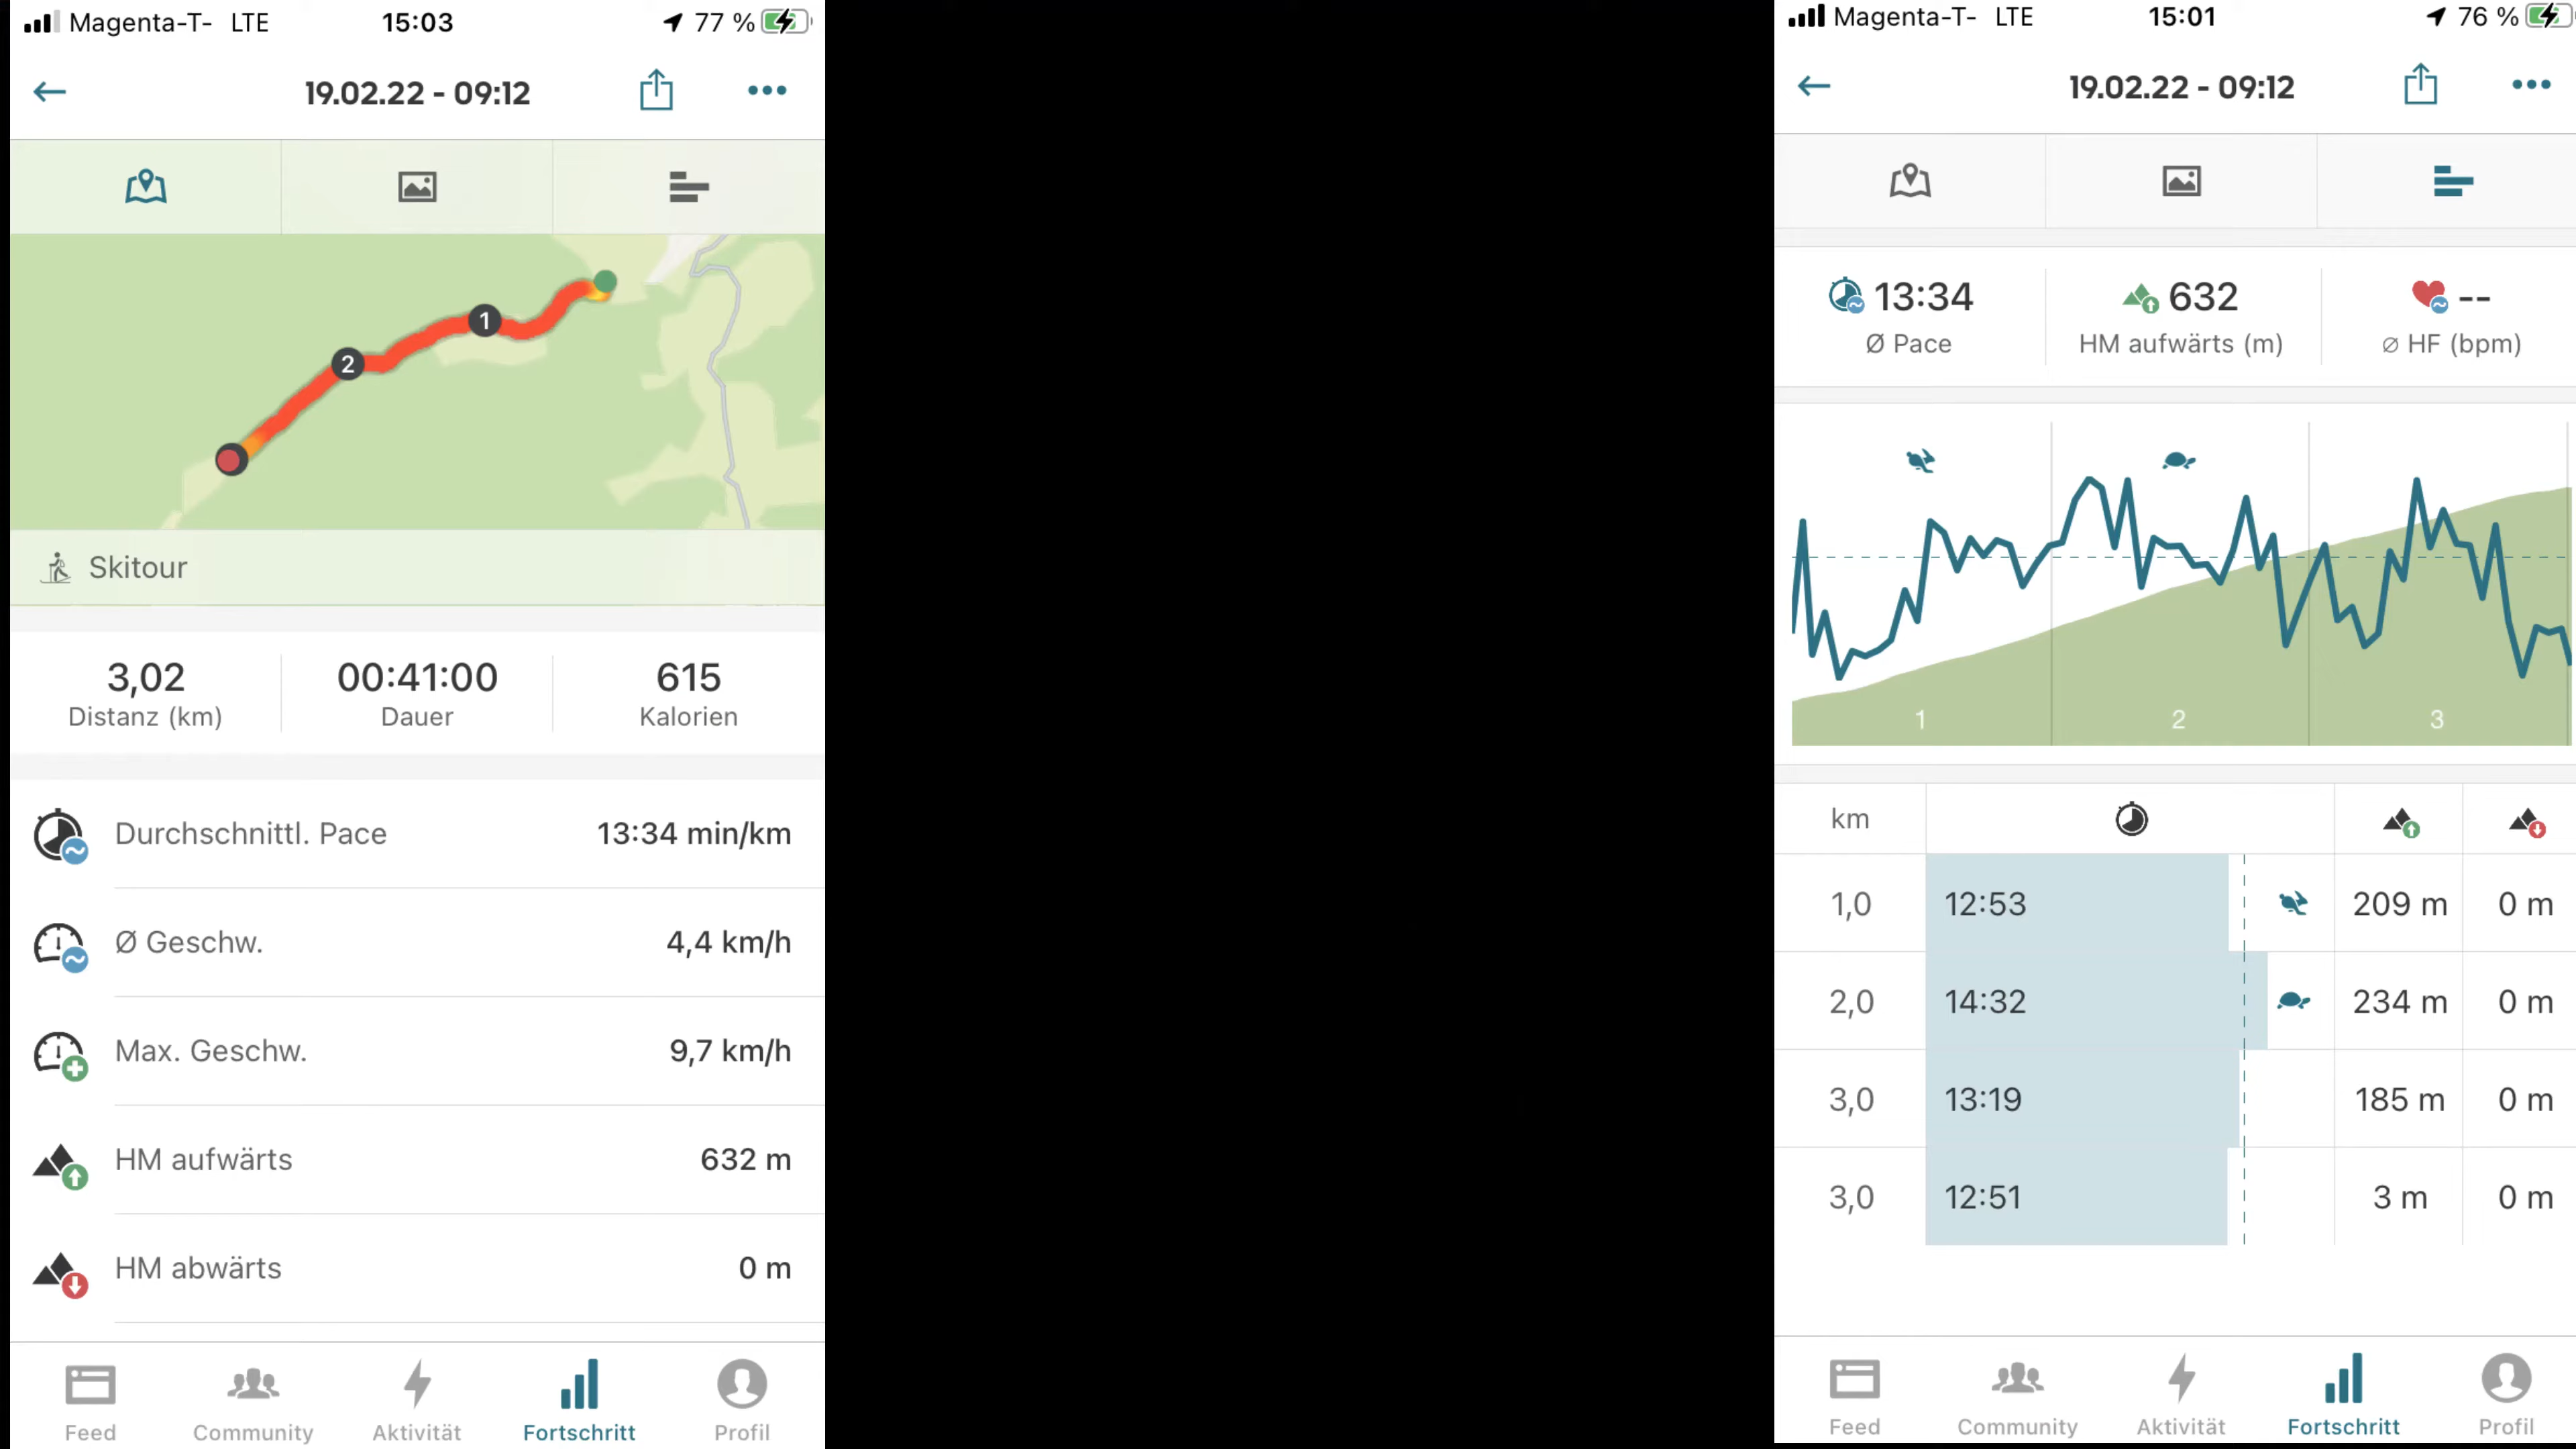 Magenta-T- LTE 15:03 77 %
19.02.22 - 09:12
1
2
Skitour
3,02 00:41:00 615
Distanz (km) Dauer Kalorien
Durchschnittl. Pace 13:34 min/km
Ø Geschw. 4,4 km/h
Max. Geschw. 9,7 km/h
HM aufwärts 632 m
HM abwärts 0 m
Feed Community Aktivität Fortschritt Profil
Magenta-T- LTE 15:01 76 %
19.02.22 - 09:12
13:34 632 --
Ø Pace HM aufwärts (m) ⌀ HF (bpm)
1 2 3
km
1,0 12:53 209 m 0 m
2,0 14:32 234 m 0 m
3,0 13:19 185 m 0 m
3,0 12:51 3 m 0 m
Feed Community Aktivität Fortschritt Profil